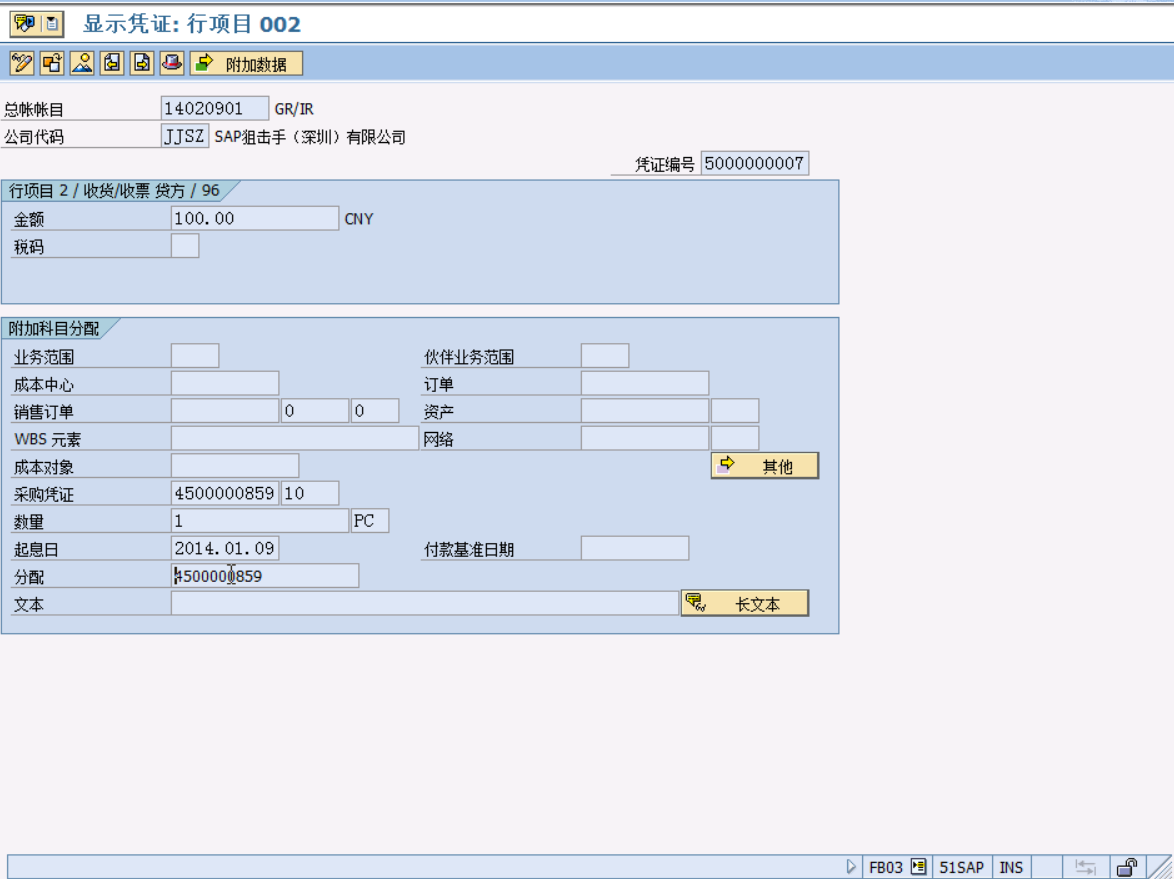 显示凭证: 行项目 002
附加数据
总帐帐目 14020901 GR/IR
公司代码 JJSZ SAP狙击手（深圳）有限公司
凭证编号 5000000007
行项目 2 / 收货/收票 贷方 / 96
金额 100.00 CNY
税码
附加科目分配
业务范围 伙伴业务范围
成本中心 订单
销售订单 0 0 资产
WBS 元素 网络
成本对象 其他
采购凭证 4500000859 10
数量 1 PC
起息日 2014.01.09 付款基准日期
分配 4500000859
文本 长文本
FB03 51SAP INS